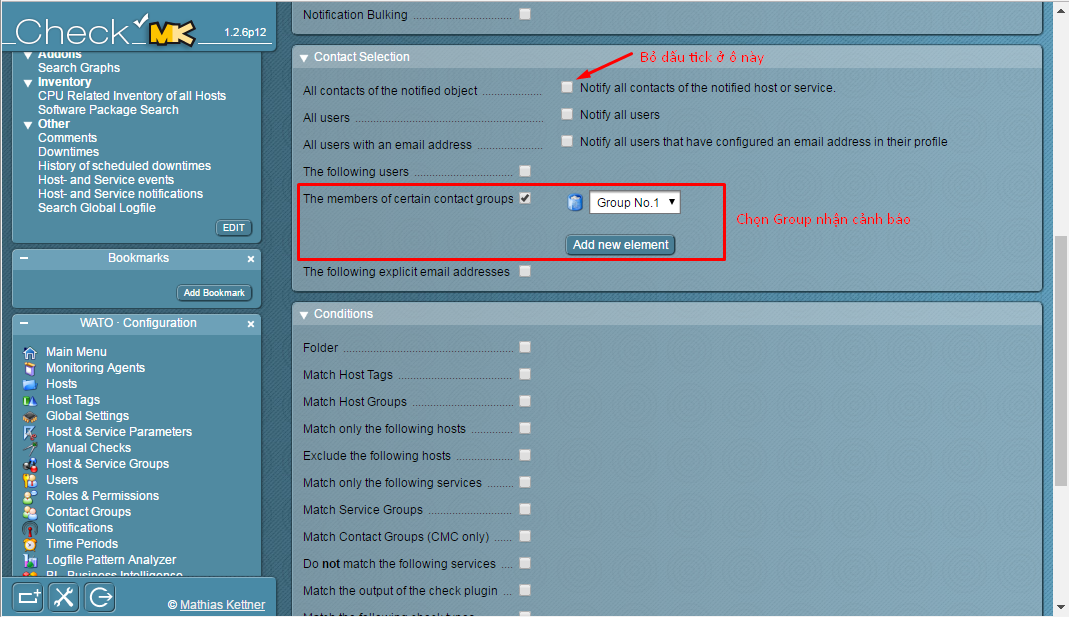 Check MK 1.2.6p12
Addons
Search Graphs
Inventory
CPU Related Inventory of all Hosts
Software Package Search
Other
Comments
Downtimes
History of scheduled downtimes
Host- and Service events
Host- and Service notifications
Search Global Logfile
EDIT
Bookmarks
Add Bookmark
WATO · Configuration
Main Menu
Monitoring Agents
Hosts
Host Tags
Global Settings
Host & Service Parameters
Manual Checks
Host & Service Groups
Users
Roles & Permissions
Contact Groups
Notifications
Time Periods
Logfile Pattern Analyzer
BI - Business Intelligence
© Mathias Kettner
Notification Bulking
Contact Selection
Bỏ dấu tick ở ô này
All contacts of the notified object Notify all contacts of the notified host or service.
All users Notify all users
All users with an email address Notify all users that have configured an email address in their profile
The following users
The members of certain contact groups Group No.1
Chọn Group nhận cảnh báo
Add new element
The following explicit email addresses
Conditions
Folder
Match Host Tags
Match Host Groups
Match only the following hosts
Exclude the following hosts
Match only the following services
Match Service Groups
Match Contact Groups (CMC only)
Do not match the following services
Match the output of the check plugin
Match the following check types